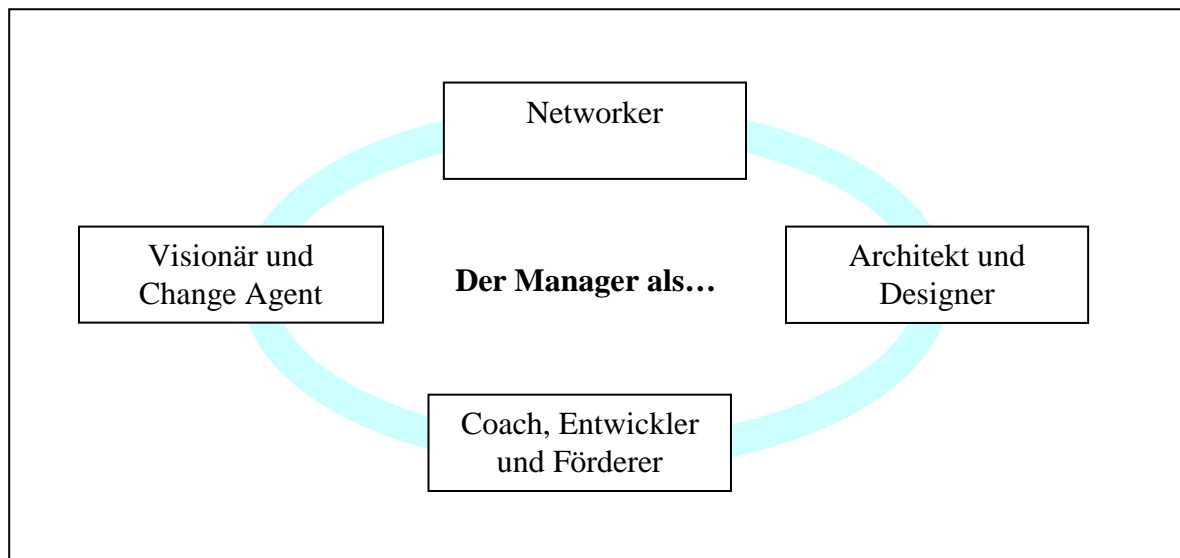 Networker
Visionär und
Change Agent
Der Manager als…
Architekt und
Designer
Coach, Entwickler
und Förderer